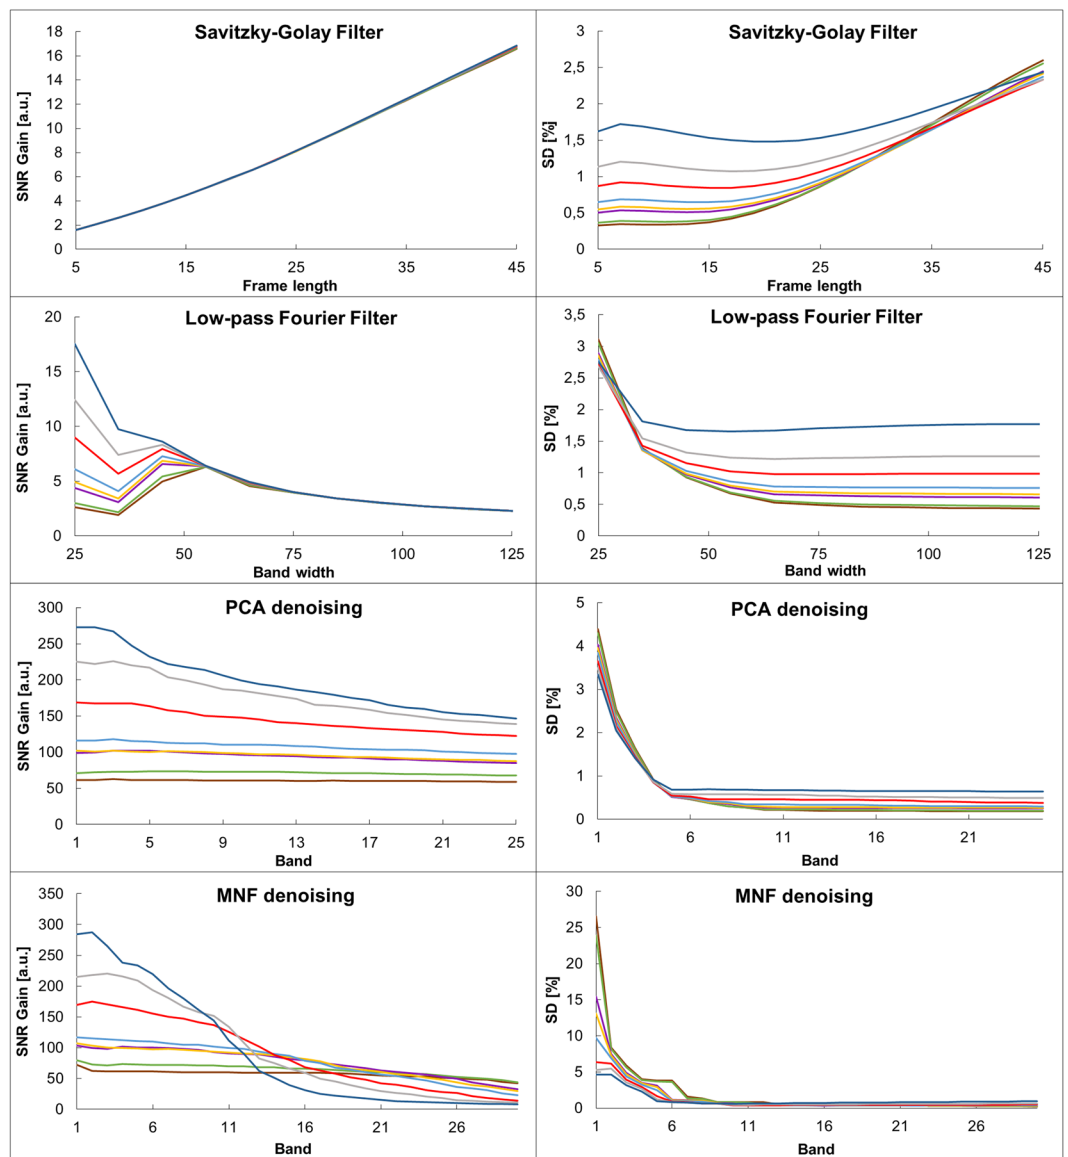 Savitzky-Golay Filter
SNR Gain [a.u.]
18
16
14
12
10
8
6
4
2
0
5 15 25 35 45
Frame length
Savitzky-Golay Filter
SD [%]
3
2,5
2
1,5
1
0,5
0
5 15 25 35 45
Frame length
Low-pass Fourier Filter
SNR Gain [a.u.]
20
15
10
5
0
25 50 75 100 125
Band width
Low-pass Fourier Filter
SD [%]
3,5
3
2,5
2
1,5
1
0,5
0
25 50 75 100 125
Band width
PCA denoising
SNR Gain [a.u.]
300
250
200
150
100
50
0
1 5 9 13 17 21 25
Band
PCA denoising
SD [%]
5
4
3
2
1
0
1 6 11 16 21
Band
MNF denoising
SNR Gain [a.u.]
350
300
250
200
150
100
50
0
1 6 11 16 21 26
Band
MNF denoising
SD [%]
30
25
20
15
10
5
0
1 6 11 16 21 26
Band